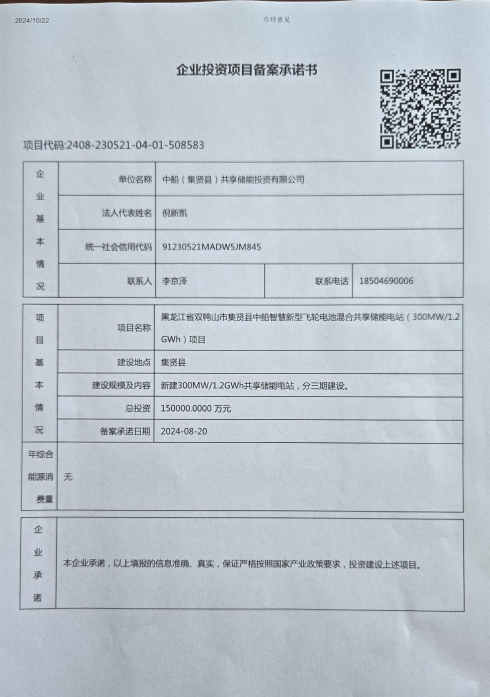 2024/10/22
办理意见
企业投资项目备案承诺书
项目代码:2408-230521-04-01-508583
企业基本情况
单位名称 中船（集贤县）共享储能投资有限公司
法人代表姓名 倪新凯
统一社会信用代码 91230521MADW5JM845
联系人 李京泽 联系电话 18504690006
项目基本情况
项目名称 黑龙江省双鸭山市集贤县中船智慧新型飞轮电池混合共享储能电站（300MW/1.2
GWh）项目
建设地点 集贤县
建设规模及内容 新建300MW/1.2GWh共享储能电站，分三期建设。
总投资 150000.0000 万元
备案承诺日期 2024-08-20
年综合
能源消 无
费量
企业承诺
本企业承诺，以上填报的信息准确、真实，保证严格按照国家产业政策要求，投资建设上述项目。